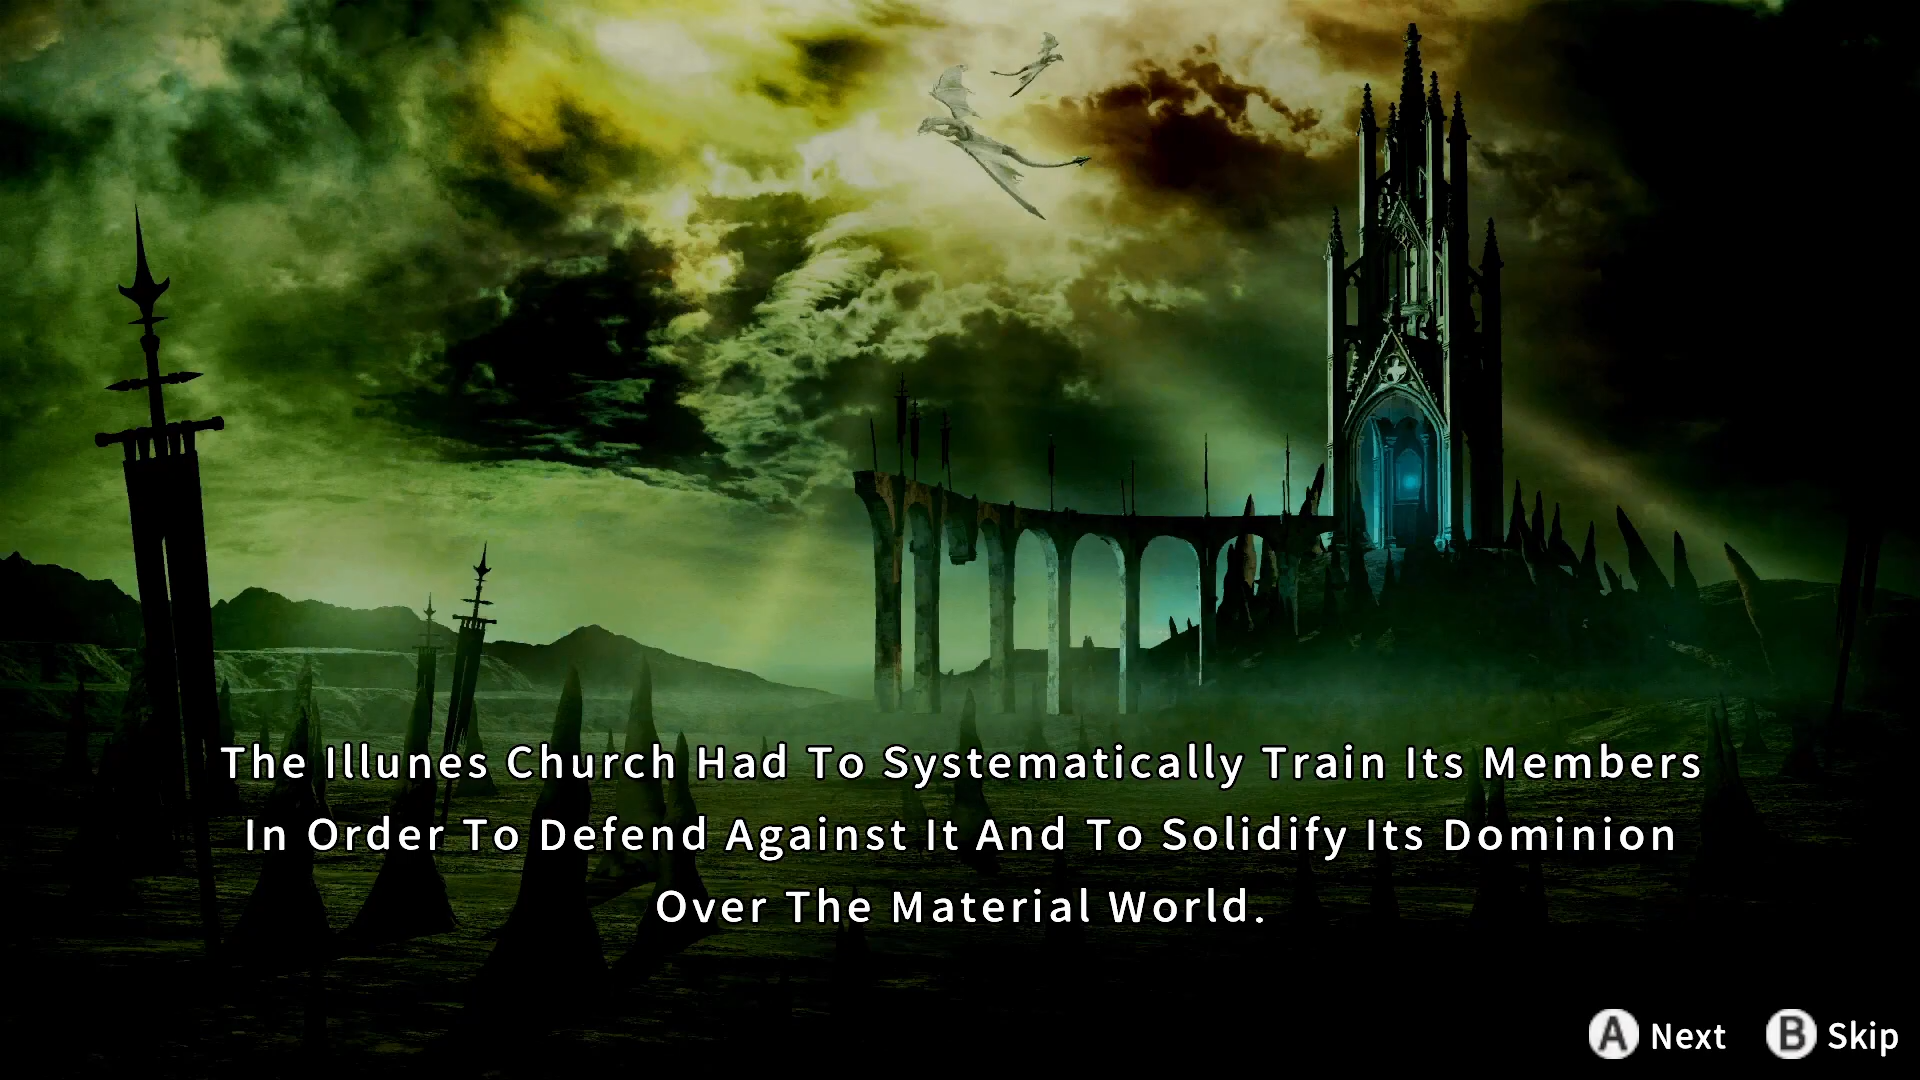 The Illunes Church Had To Systematically Train Its Members
In Order To Defend Against It And To Solidify Its Dominion
Over The Material World.
A Next B Skip